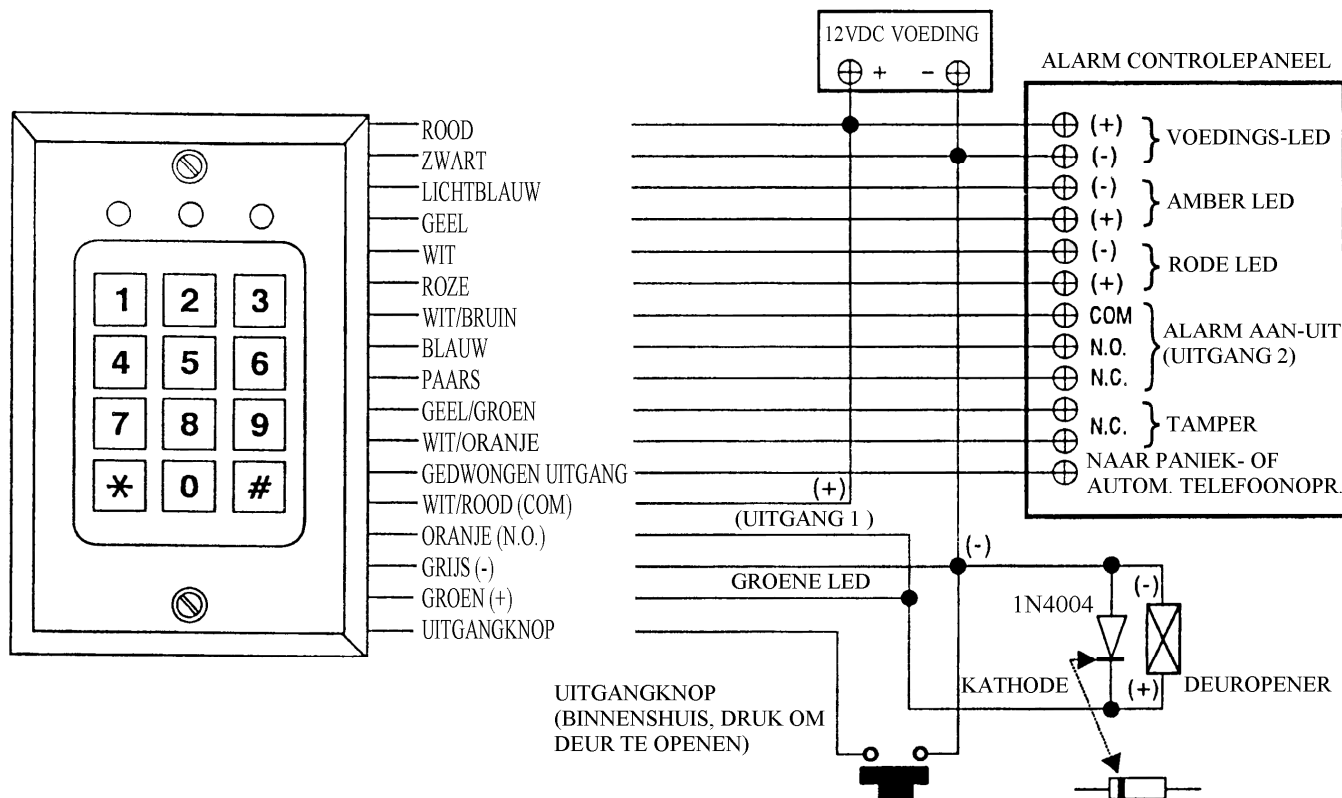 12VDC VOEDING
+ -
ALARM CONTROLEPANEEL
ROOD
ZWART
LICHTBLAUW
GEEL
WIT
ROZE
WIT/BRUIN
BLAUW
PAARS
GEEL/GROEN
WIT/ORANJE
GEDWONGEN UITGANG
WIT/ROOD (COM)
ORANJE (N.O.)
GRIJS (-)
GROEN (+)
UITGANGKNOP
1 2 3
4 5 6
7 8 9
* 0 #
(+)
(-)
VOEDINGS-LED
(-)
(+)
AMBER LED
(-)
(+)
RODE LED
COM
N.O.
N.C.
ALARM AAN-UIT
(UITGANG 2)
N.C.
TAMPER
NAAR PANIEK- OF
AUTOM. TELEFOONOPR.
(+)
(UITGANG 1 )
(-)
GROENE LED
1N4004
(-)
KATHODE
(+)
DEUROPENER
UITGANGKNOP
(BINNENSHUIS, DRUK OM
DEUR TE OPENEN)